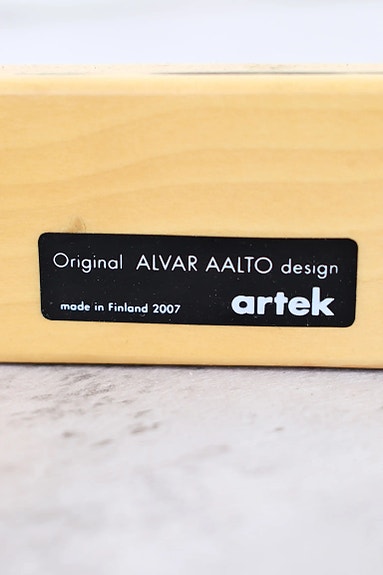 Original ALVAR AALTO design
made in Finland 2007 artek